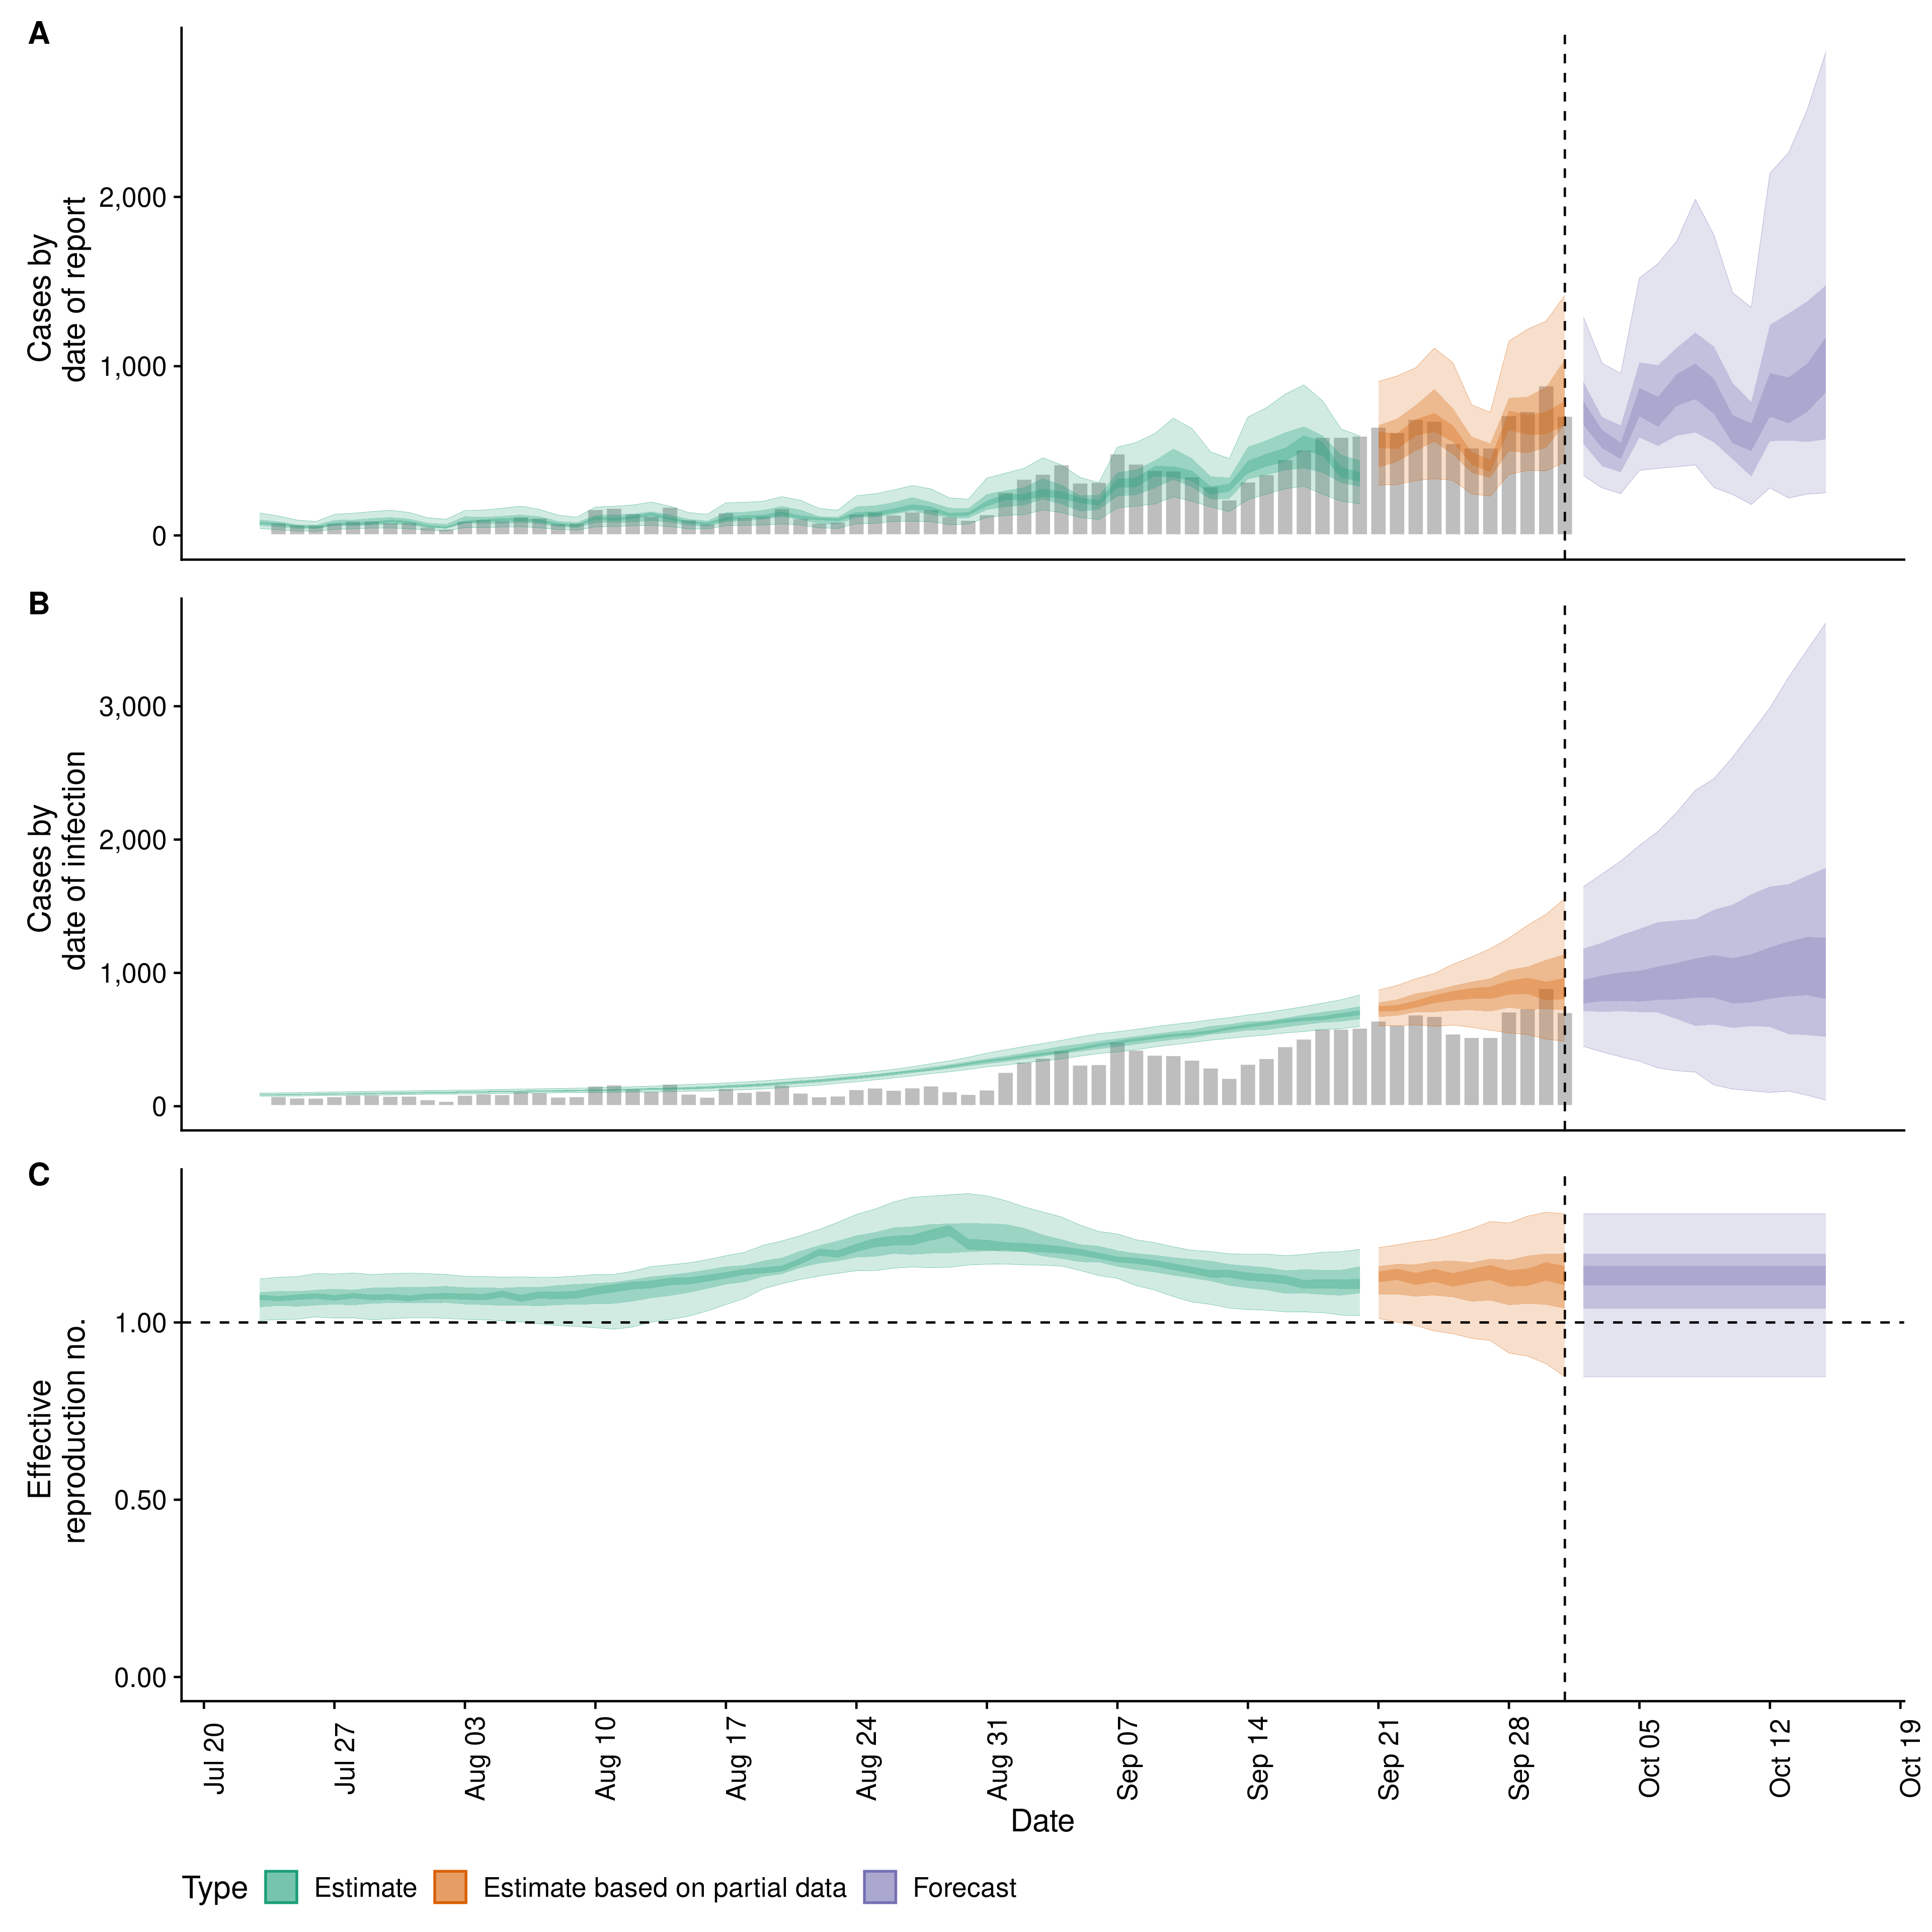 A
Cases by
date of report
2,000
1,000
0
B
Cases by
date of infection
3,000
2,000
1,000
0
C
Effective
reproduction no.
1.00
0.50
0.00
Jul 20
Jul 27
Aug 03
Aug 10
Aug 17
Aug 24
Aug 31
Sep 07
Sep 14
Sep 21
Sep 28
Oct 05
Oct 12
Oct 19
Date
Type Estimate Estimate based on partial data Forecast